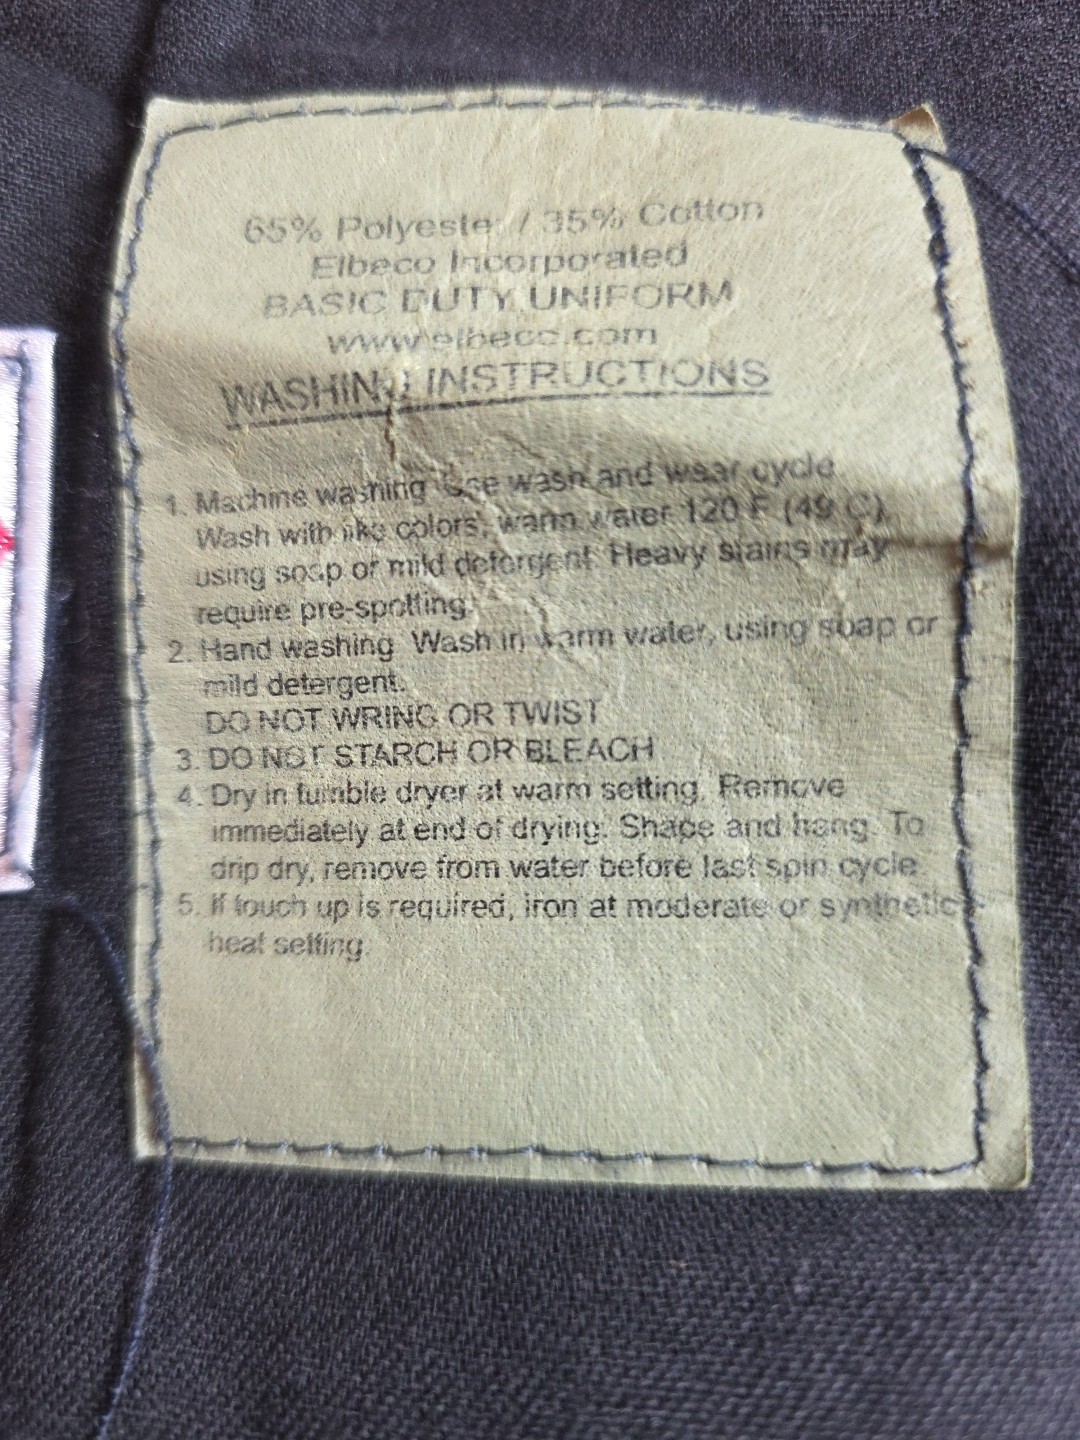 65% Polyester / 35% Cotton
Elbeco Incorporated
BASIC DUTY UNIFORM
www.elbeco.com
WASHING INSTRUCTIONS
1. Machine washing Use wash and wear cycle
Wash with like colors, warm water 120 F (49 C)
using soap or mild detergent. Heavy stains may
require pre-spotting.
2. Hand washing Wash in warm water, using soap or
mild detergent.
DO NOT WRING OR TWIST
3. DO NOT STARCH OR BLEACH
4. Dry in tumble dryer at warm setting. Remove
immediately at end of drying. Shape and hang. To
drip dry, remove from water before last spin cycle
5. If touch up is required, iron at moderate or synthetic
heat setting.